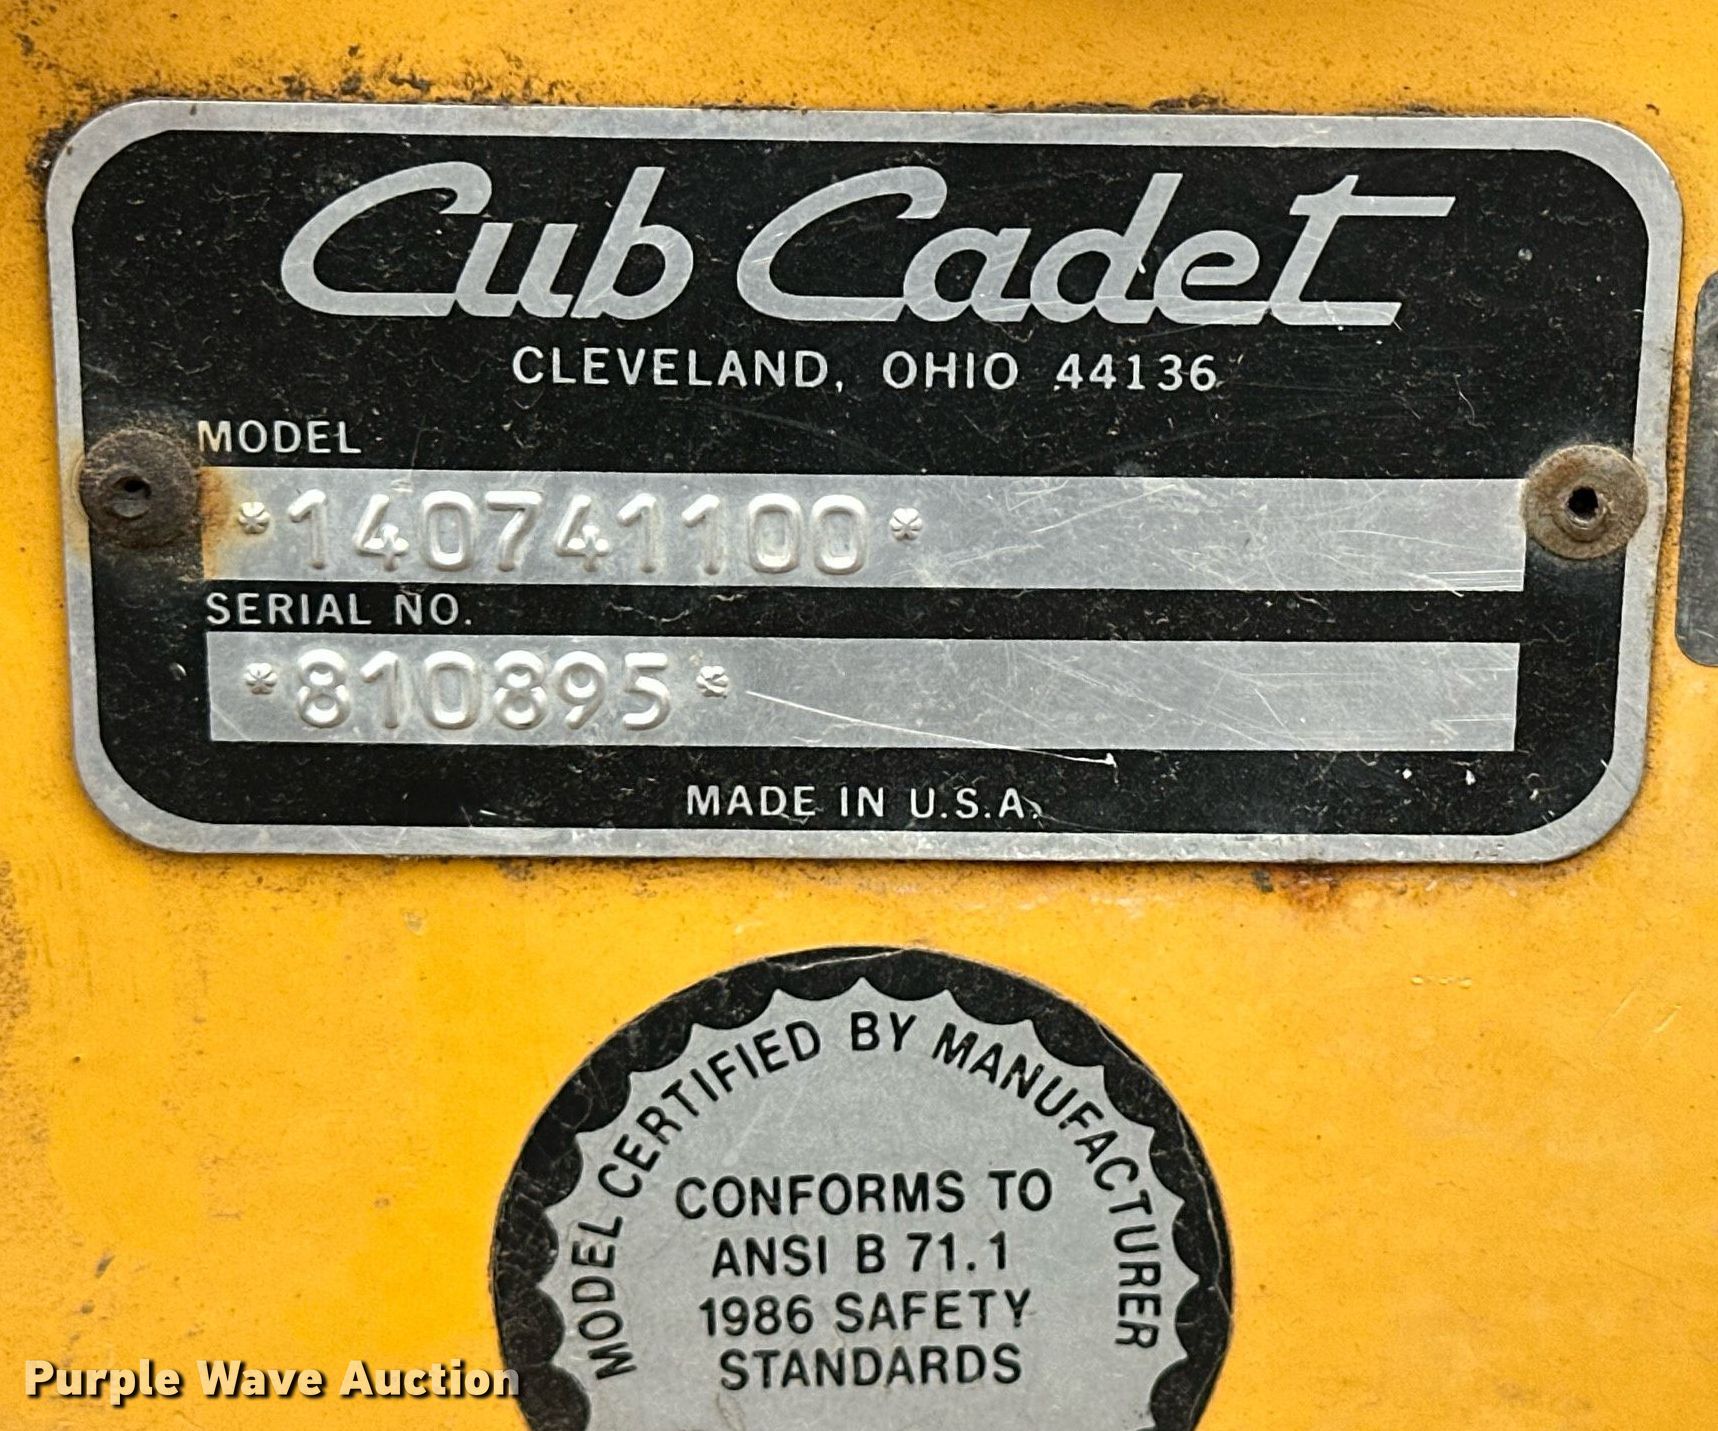 Cub Cadet
CLEVELAND, OHIO 44136
MODEL
*140741100*
SERIAL NO.
*810895*
MADE IN U.S.A.
MODEL CERTIFIED BY MANUFACTURER
CONFORMS TO
ANSI B 71.1
1986 SAFETY
STANDARDS
Purple Wave Auction